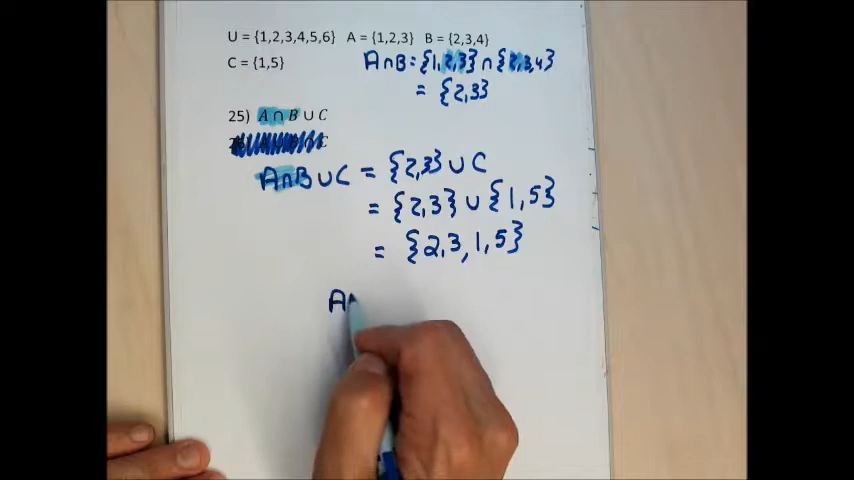 U = {1,2,3,4,5,6} A = {1,2,3} B = {2,3,4}
C = {1,5}
A∩B = {1,2,3} ∩ {2,3,4}
= {2,3}
25) A ∩ B ∪ C
A∩B∪C = {2,3} ∪ C
= {2,3} ∪ {1,5}
= {2,3,1,5}
A